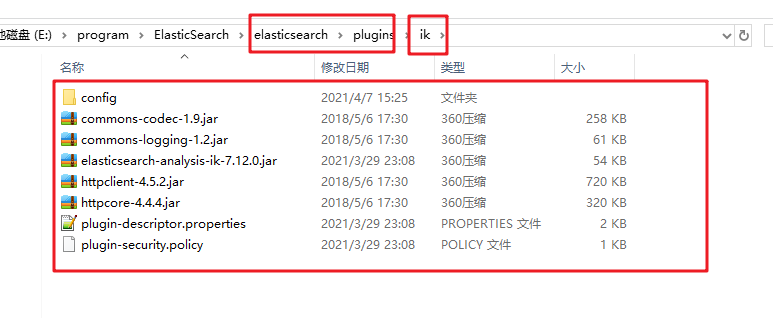 地磁盘 (E:) › program › ElasticSearch › elasticsearch › plugins › ik ›
名称 修改日期 类型 大小
config 2021/4/7 15:25 文件夹
commons-codec-1.9.jar 2018/5/6 17:30 360压缩 258 KB
commons-logging-1.2.jar 2018/5/6 17:30 360压缩 61 KB
elasticsearch-analysis-ik-7.12.0.jar 2021/3/29 23:08 360压缩 54 KB
httpclient-4.5.2.jar 2018/5/6 17:30 360压缩 720 KB
httpcore-4.4.4.jar 2018/5/6 17:30 360压缩 320 KB
plugin-descriptor.properties 2021/3/29 23:08 PROPERTIES 文件 2 KB
plugin-security.policy 2021/3/29 23:08 POLICY 文件 1 KB